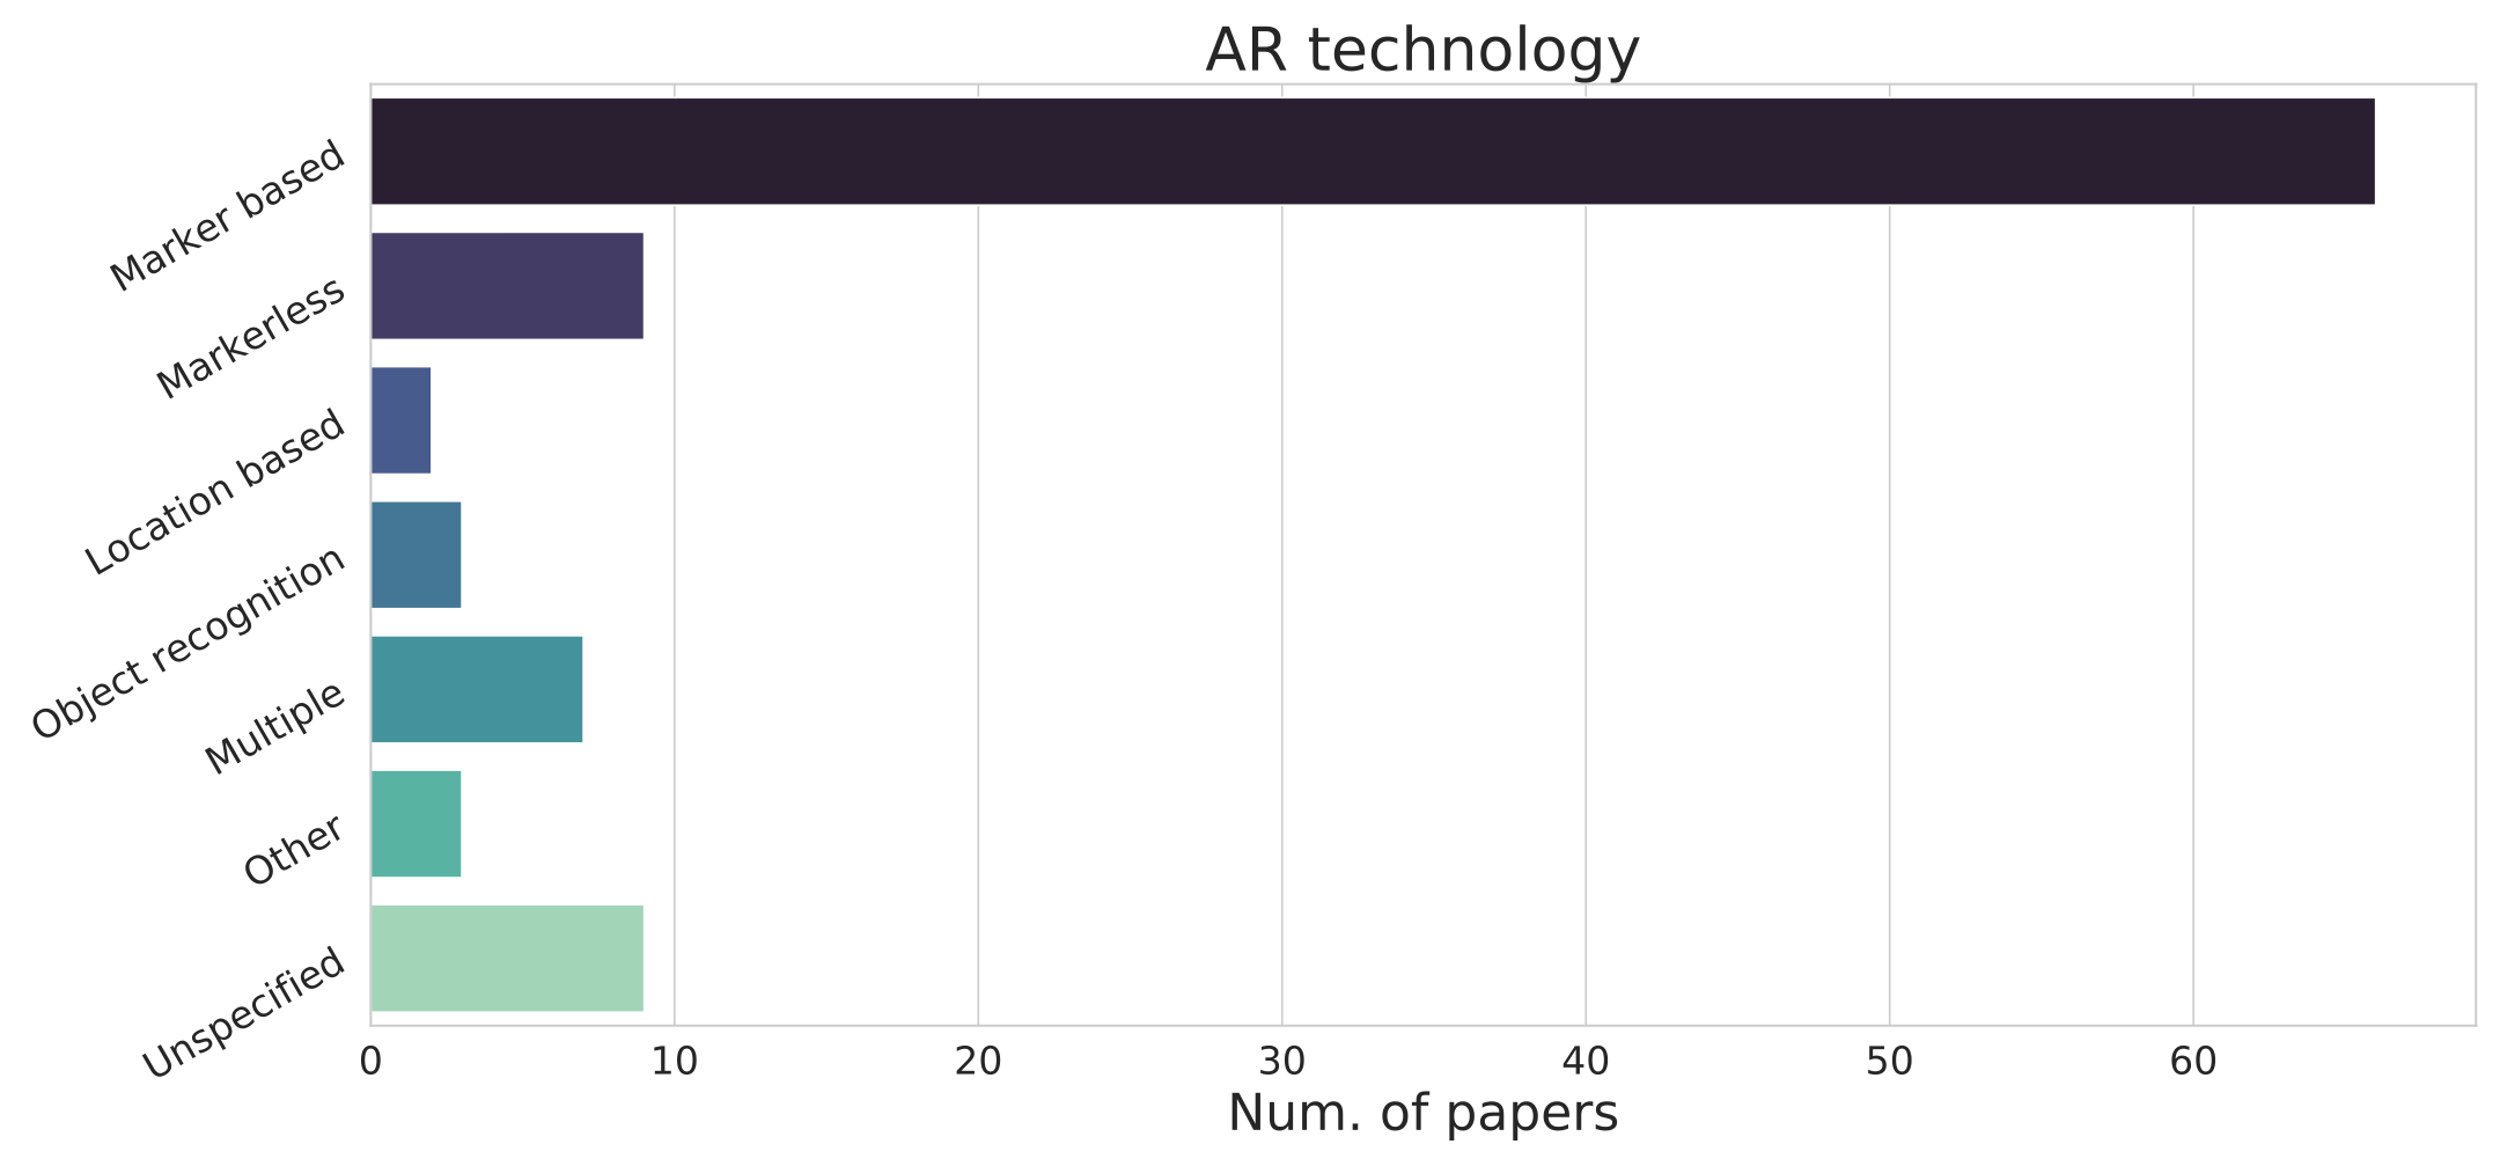 AR technology
Marker based
Markerless
Location based
Object recognition
Multiple
Other
Unspecified
0 10 20 30 40 50 60
Num. of papers